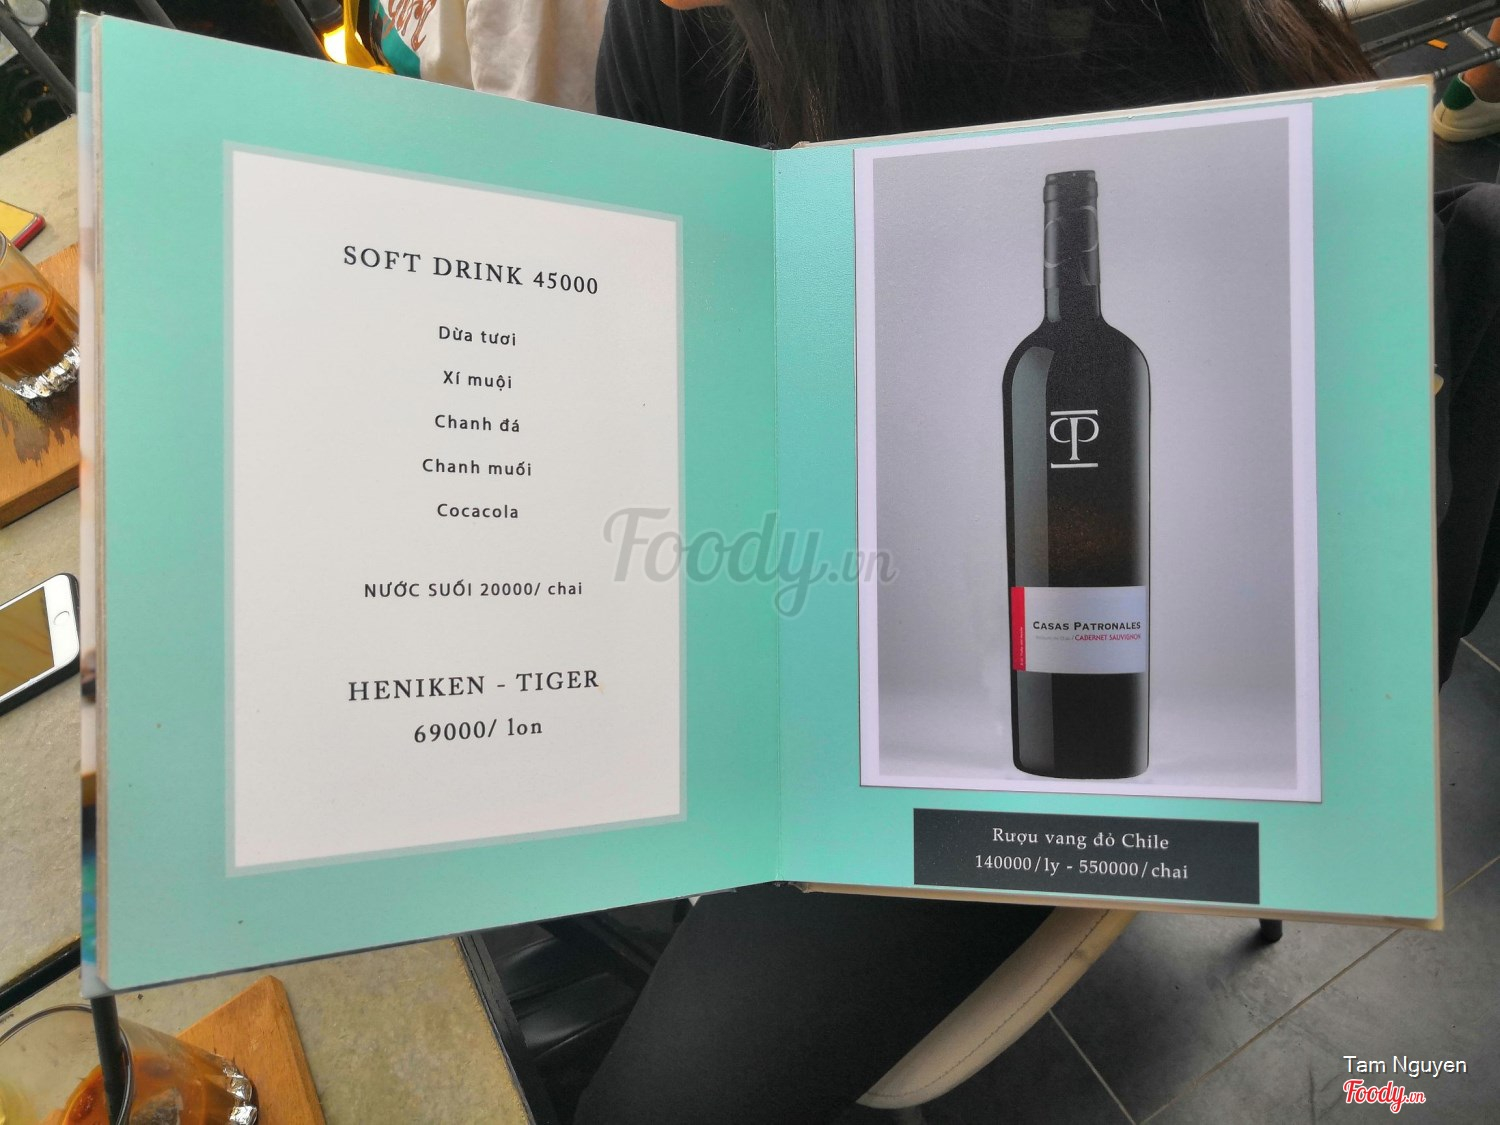 SOFT DRINK 45000
Dừa tươi
Xí muội
Chanh đá
Chanh muối
Cocacola
NƯỚC SUỐI 20000/ chai
HENIKEN - TIGER
69000/ lon
CP
CASAS PATRONALES
CABERNET SAUVIGNON
Rượu vang đỏ Chile
140000/ly - 550000/chai
Foody.vn
Tam Nguyen
Foody.vn